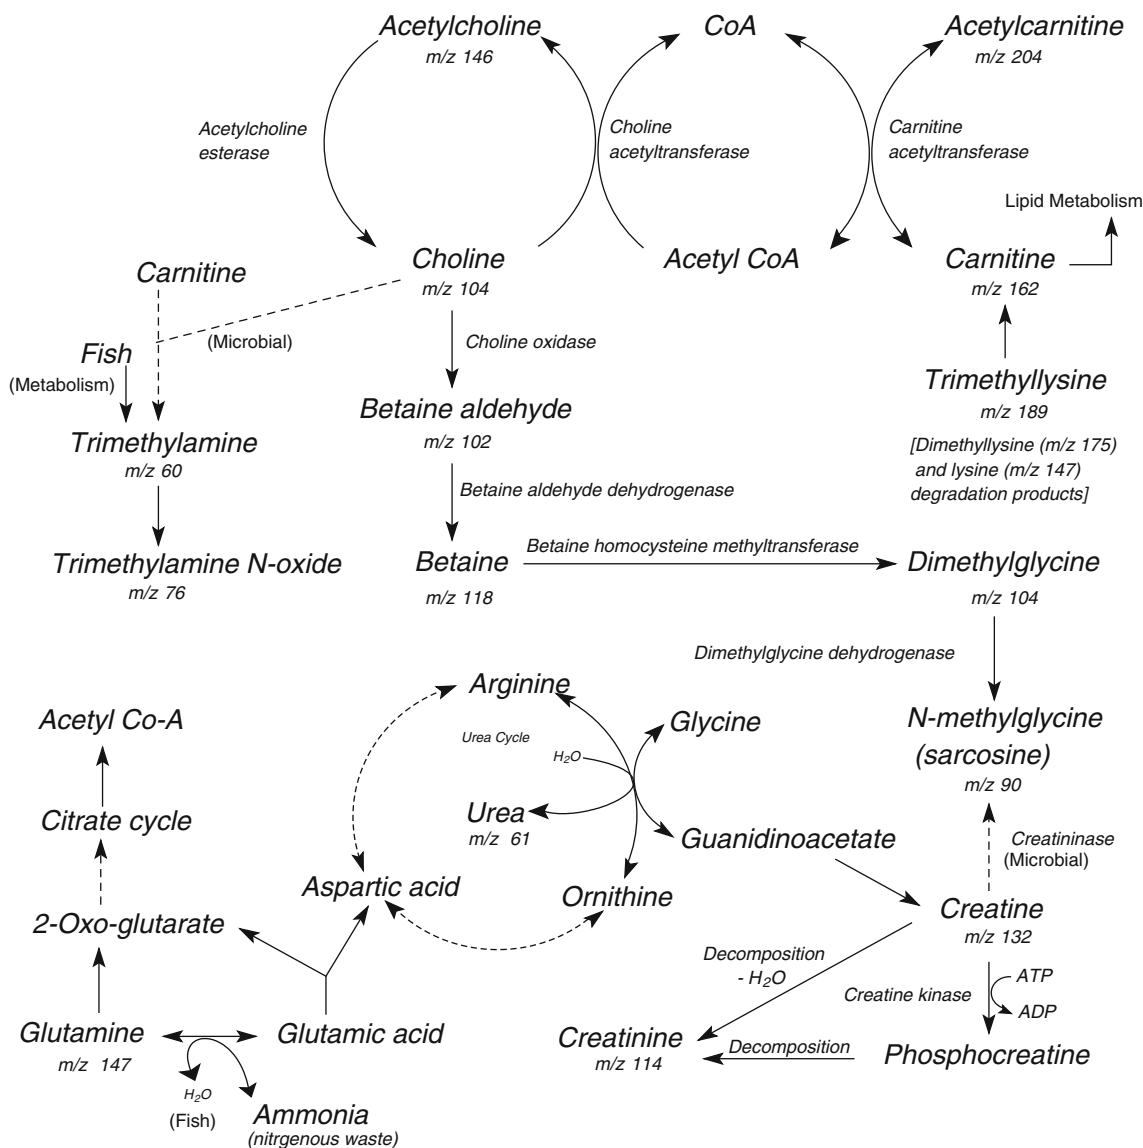 Acetylcholine
m/z 146
CoA
Acetylcarnitine
m/z 204
Acetylcholine
esterase
Choline
acetyltransferase
Carnitine
acetyltransferase
Lipid Metabolism
Carnitine
Choline
m/z 104
Acetyl CoA
Carnitine
m/z 162
(Microbial)
Choline oxidase
Fish
(Metabolism)
Trimethylamine
m/z 60
Betaine aldehyde
m/z 102
Trimethyllysine
m/z 189
[Dimethyllysine (m/z 175)
and lysine (m/z 147)
degradation products]
Betaine aldehyde dehydrogenase
Trimethylamine N-oxide
m/z 76
Betaine
m/z 118
Betaine homocysteine methyltransferase
Dimethylglycine
m/z 104
Dimethylglycine dehydrogenase
Arginine
Glycine
N-methylglycine
(sarcosine)
m/z 90
Acetyl Co-A
Urea Cycle
H₂O
Citrate cycle
Urea
m/z 61
Guanidinoacetate
Creatininase
(Microbial)
Aspartic acid
Ornithine
2-Oxo-glutarate
Creatine
m/z 132
Decomposition
- H₂O
Creatine kinase
ATP
ADP
Glutamine
m/z 147
Glutamic acid
Creatinine
m/z 114
Decomposition
Phosphocreatine
H₂O
(Fish)
Ammonia
(nitrgenous waste)